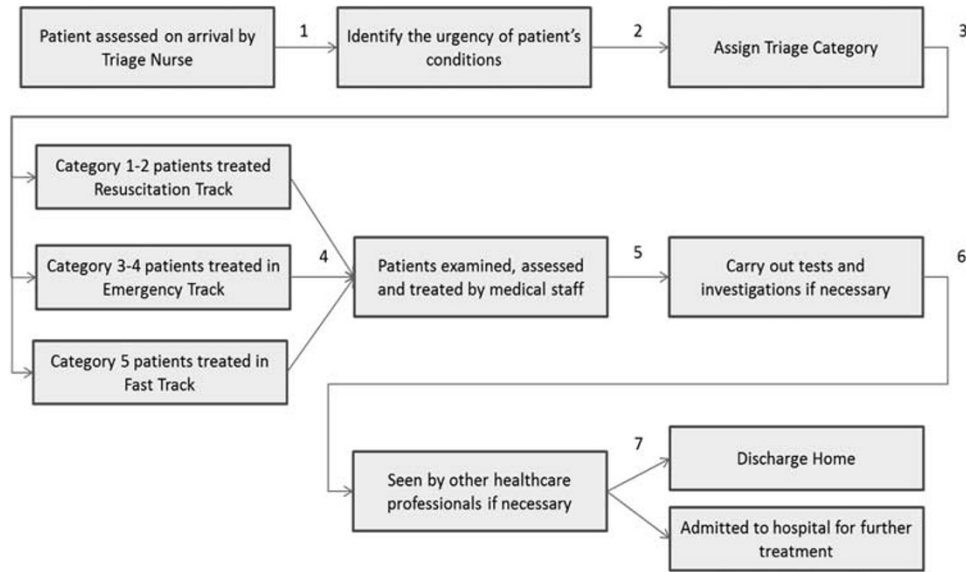 Patient assessed on arrival by
Triage Nurse
1
Identify the urgency of patient's
conditions
2
Assign Triage Category
3
Category 1-2 patients treated
Resuscitation Track
Category 3-4 patients treated in
Emergency Track
Category 5 patients treated in
Fast Track
4
Patients examined, assessed
and treated by medical staff
5
Carry out tests and
investigations if necessary
6
Seen by other healthcare
professionals if necessary
7
Discharge Home
Admitted to hospital for further
treatment